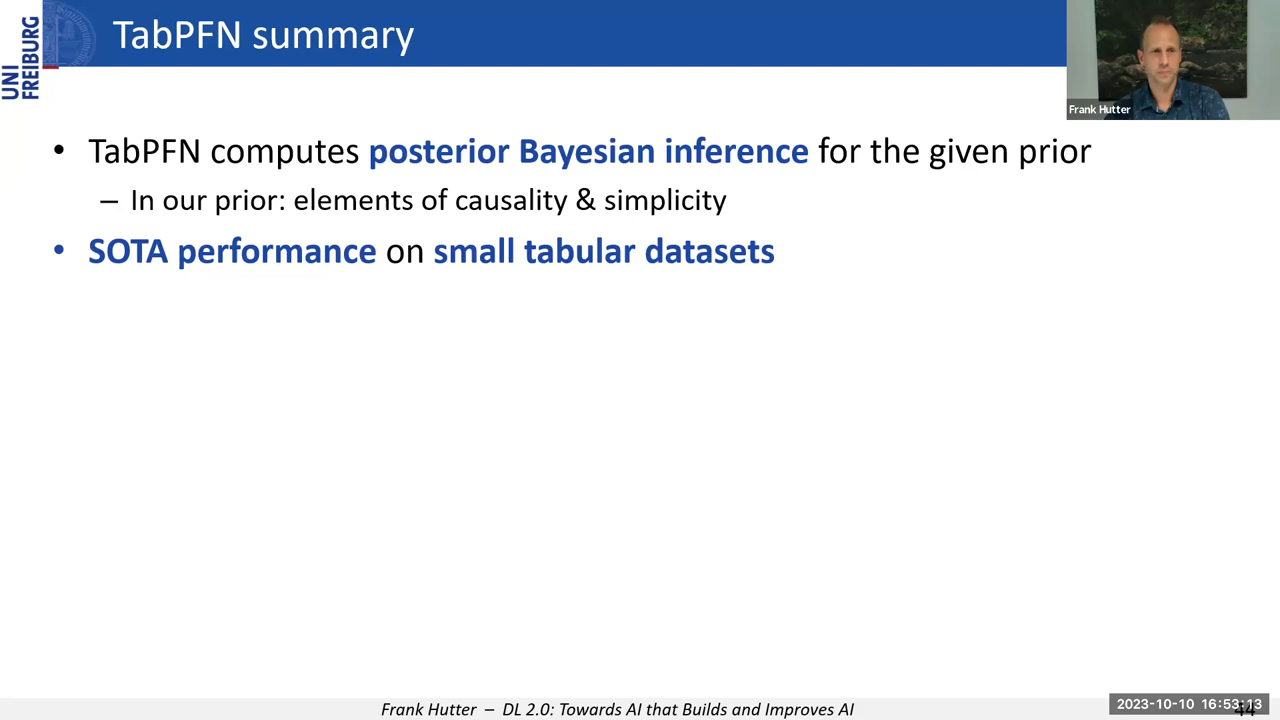 UNI
FREIBURG
TabPFN summary
Frank Hutter
• TabPFN computes posterior Bayesian inference for the given prior
– In our prior: elements of causality & simplicity
• SOTA performance on small tabular datasets
Frank Hutter – DL 2.0: Towards AI that Builds and Improves AI
2023-10-10 16:53:13
44